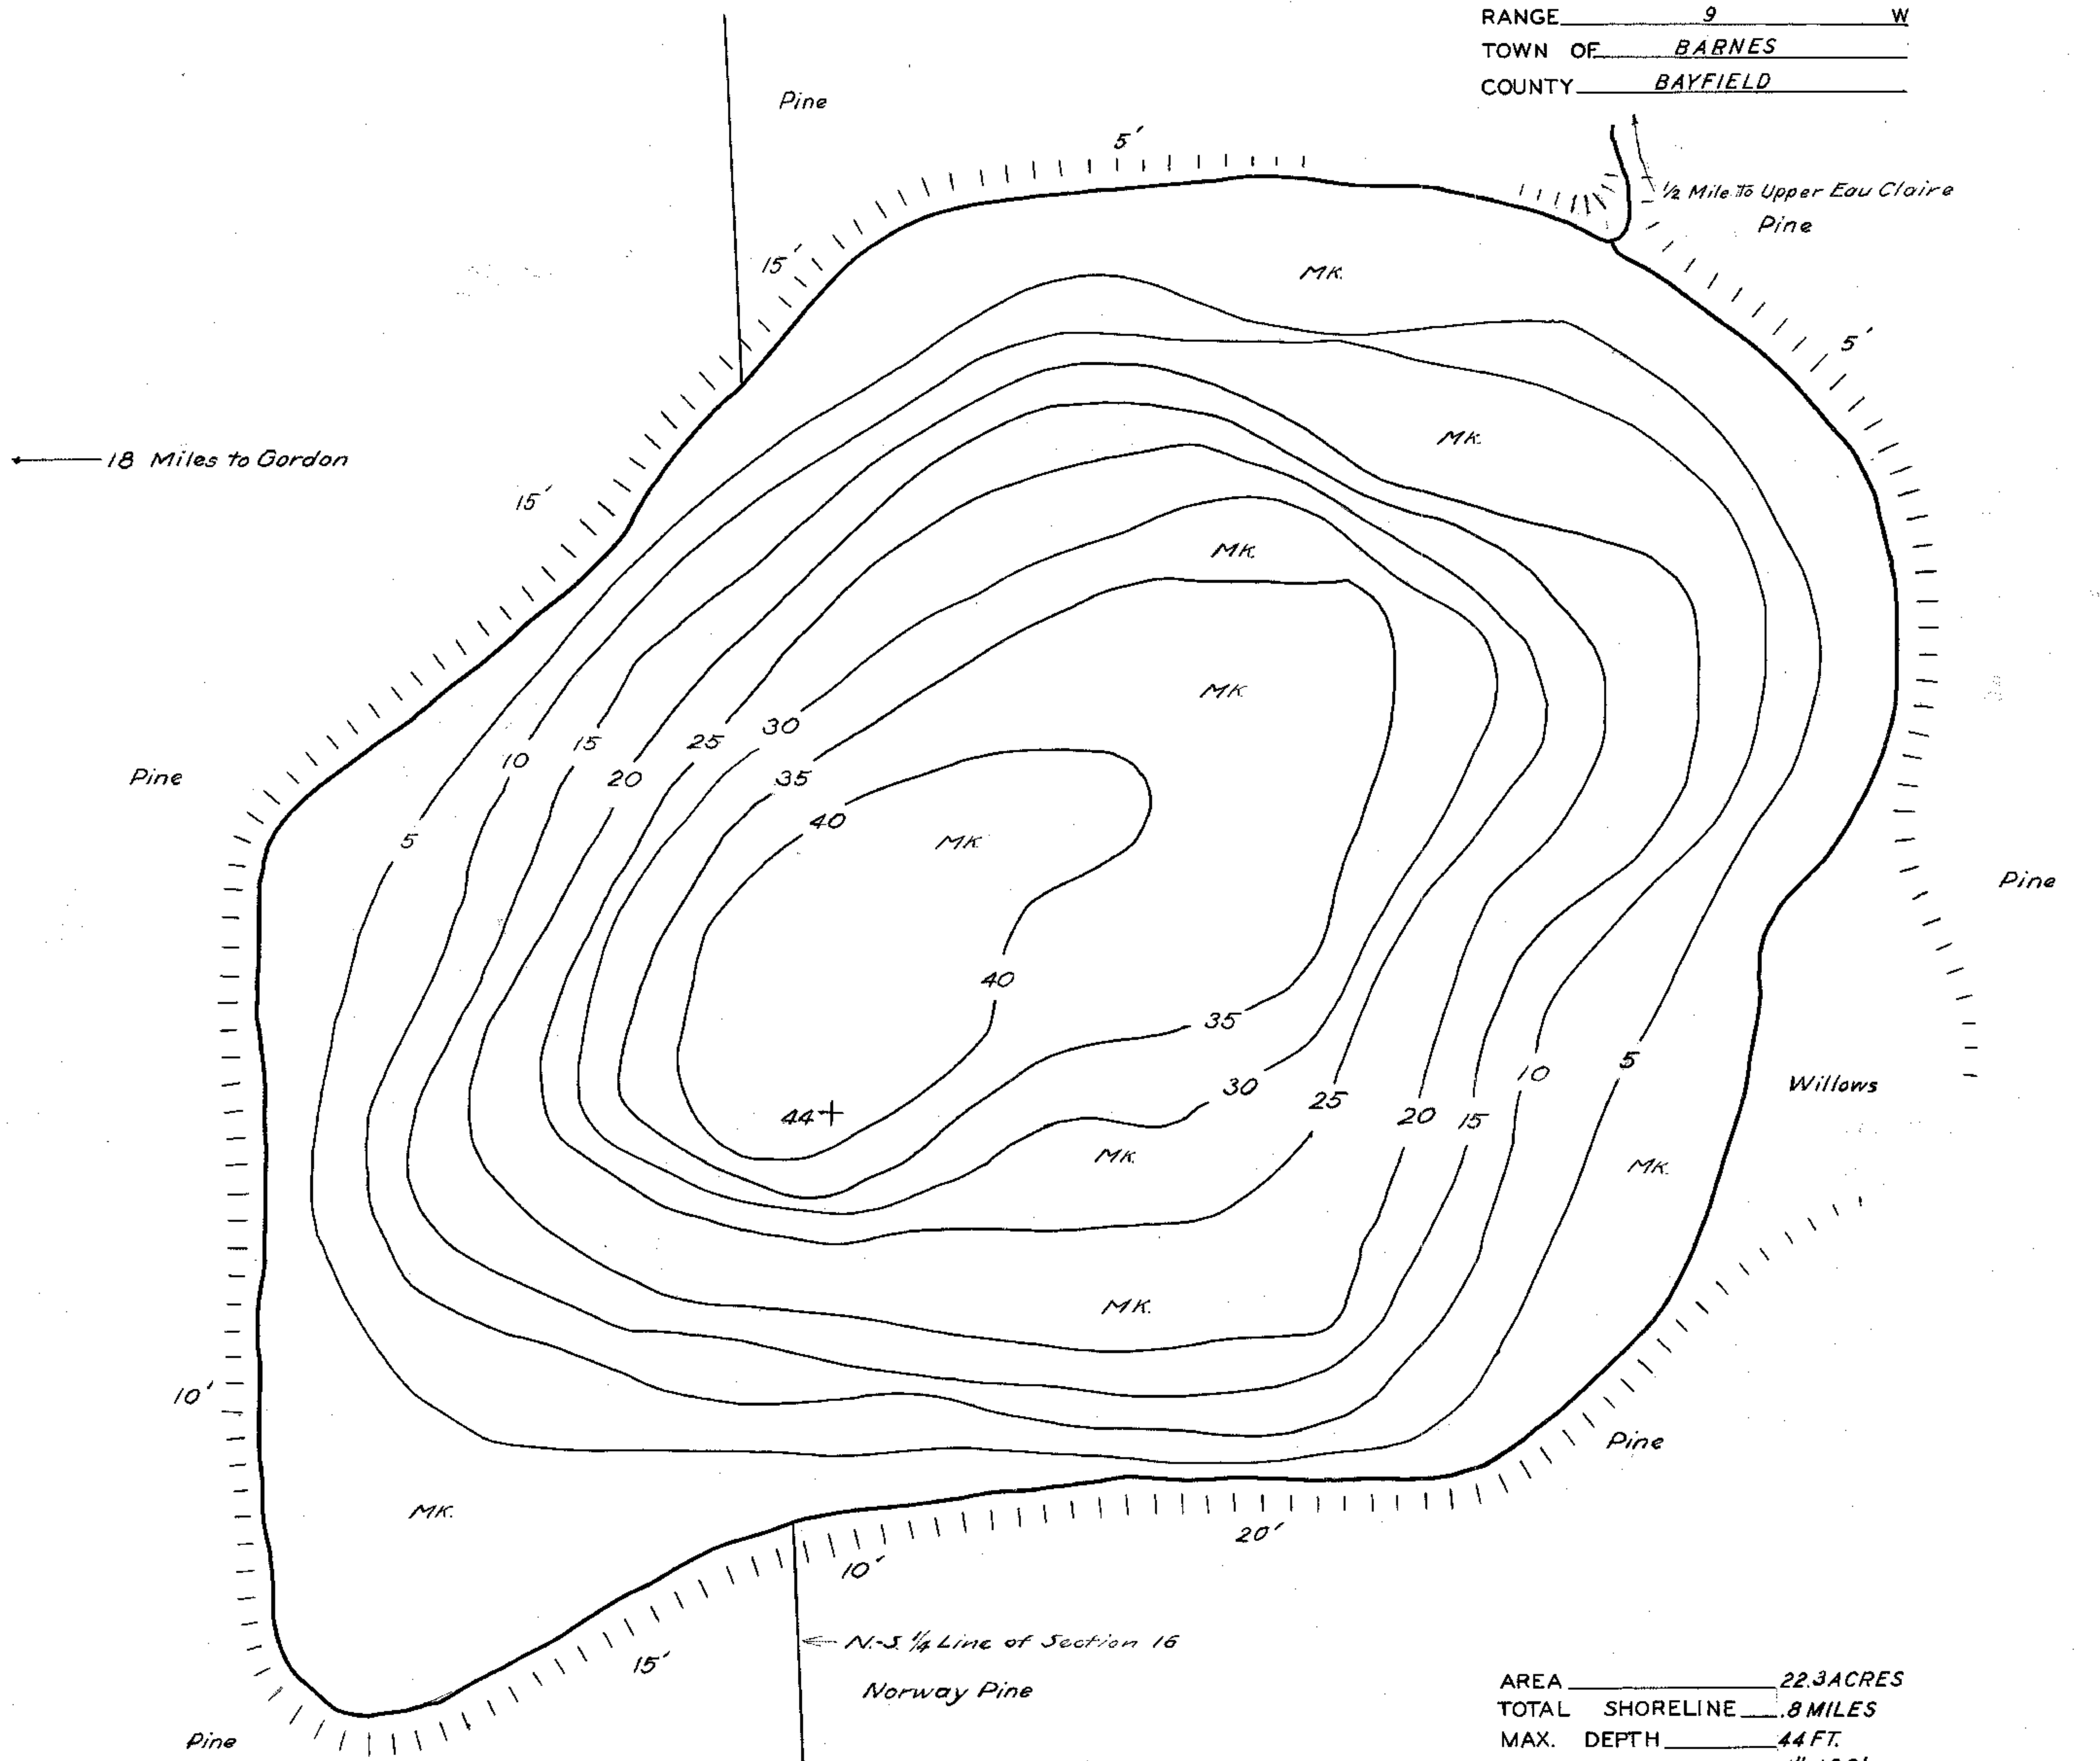 RANGE 9 W
TOWN OF BARNES
COUNTY BAYFIELD
Pine
5'
1/2 Mile To Upper Eau Claire
Pine
15'
MK.
5'
18 Miles to Gordon
MK.
15'
MK.
MK.
30
25
15
10
20
35
Pine
40
5
MK.
Pine
40
35
5
10
Willows
30
25
44
20
15
MK.
MK.
MK.
10'
Pine
MK.
20'
10'
N.-S. 1/4 Line of Section 16
15'
Norway Pine
AREA 22.3 ACRES
TOTAL SHORELINE .8 MILES
Pine
MAX. DEPTH 44 FT.